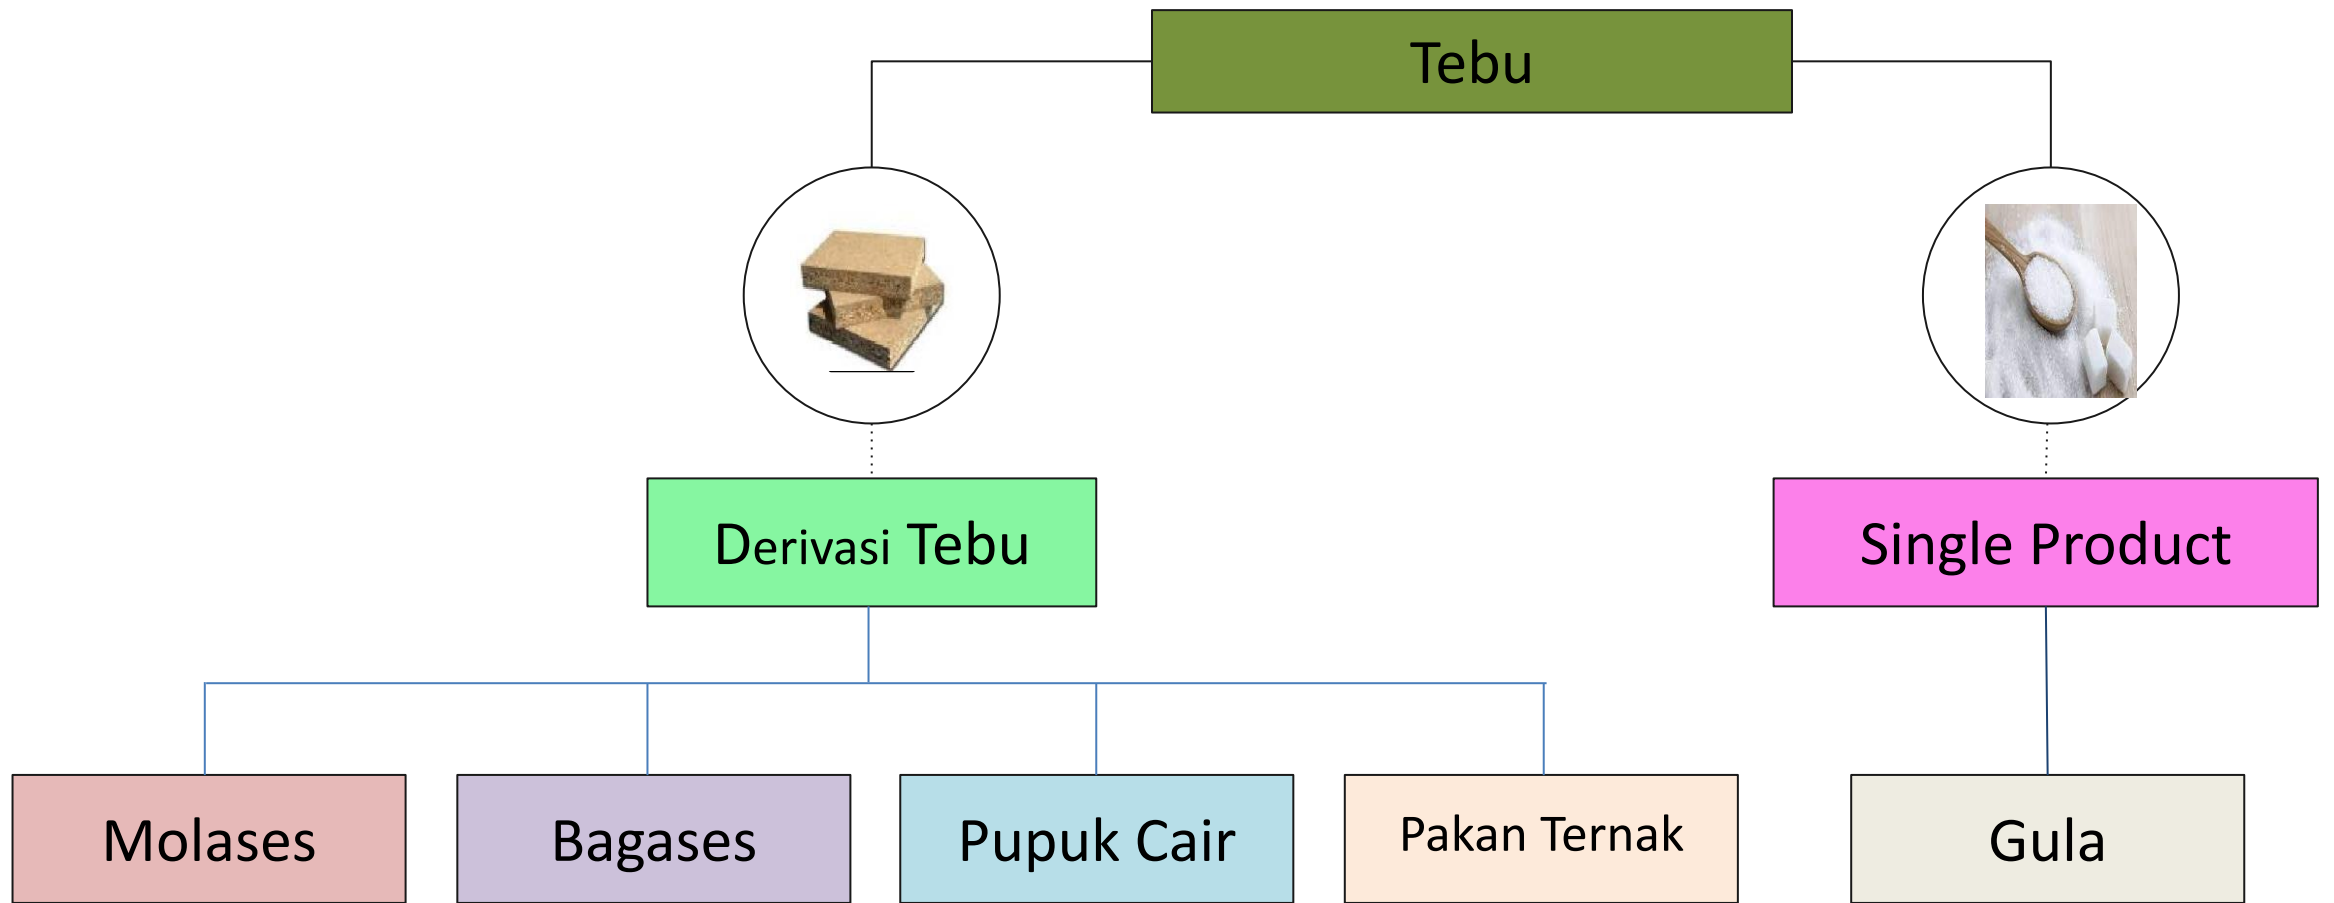 Tebu
Derivasi Tebu
Single Product
Molases
Bagases
Pupuk Cair
Pakan Ternak
Gula